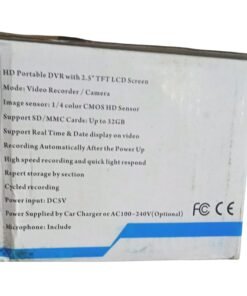 HD Portable DVR with 2.5" TFT LCD Screen
Mode: Video Recorder / Camera
Image sensor: 1/4 color CMOS HD Sensor
Support SD/MMC Cards: Up to 32GB
Support Real Time & Date display on video
Recording Automatically After the Power Up
High speed recording and quick light respond
Repert storage by section
Cycled recording
Power input: DC5V
Power Supplied by Car Charger or AC100~240V(Optional)
Microphone: Include
FC CE